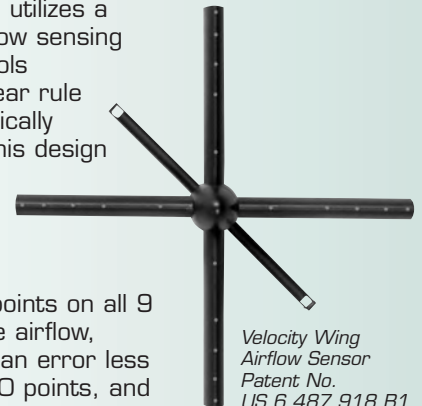 utilizes a
ow sensing
ols
ear rule
ically
his design
points on all 9
e airflow,
an error less
0 points, and
Velocity Wing
Airflow Sensor
Patent No.
US 6,487,918 B1